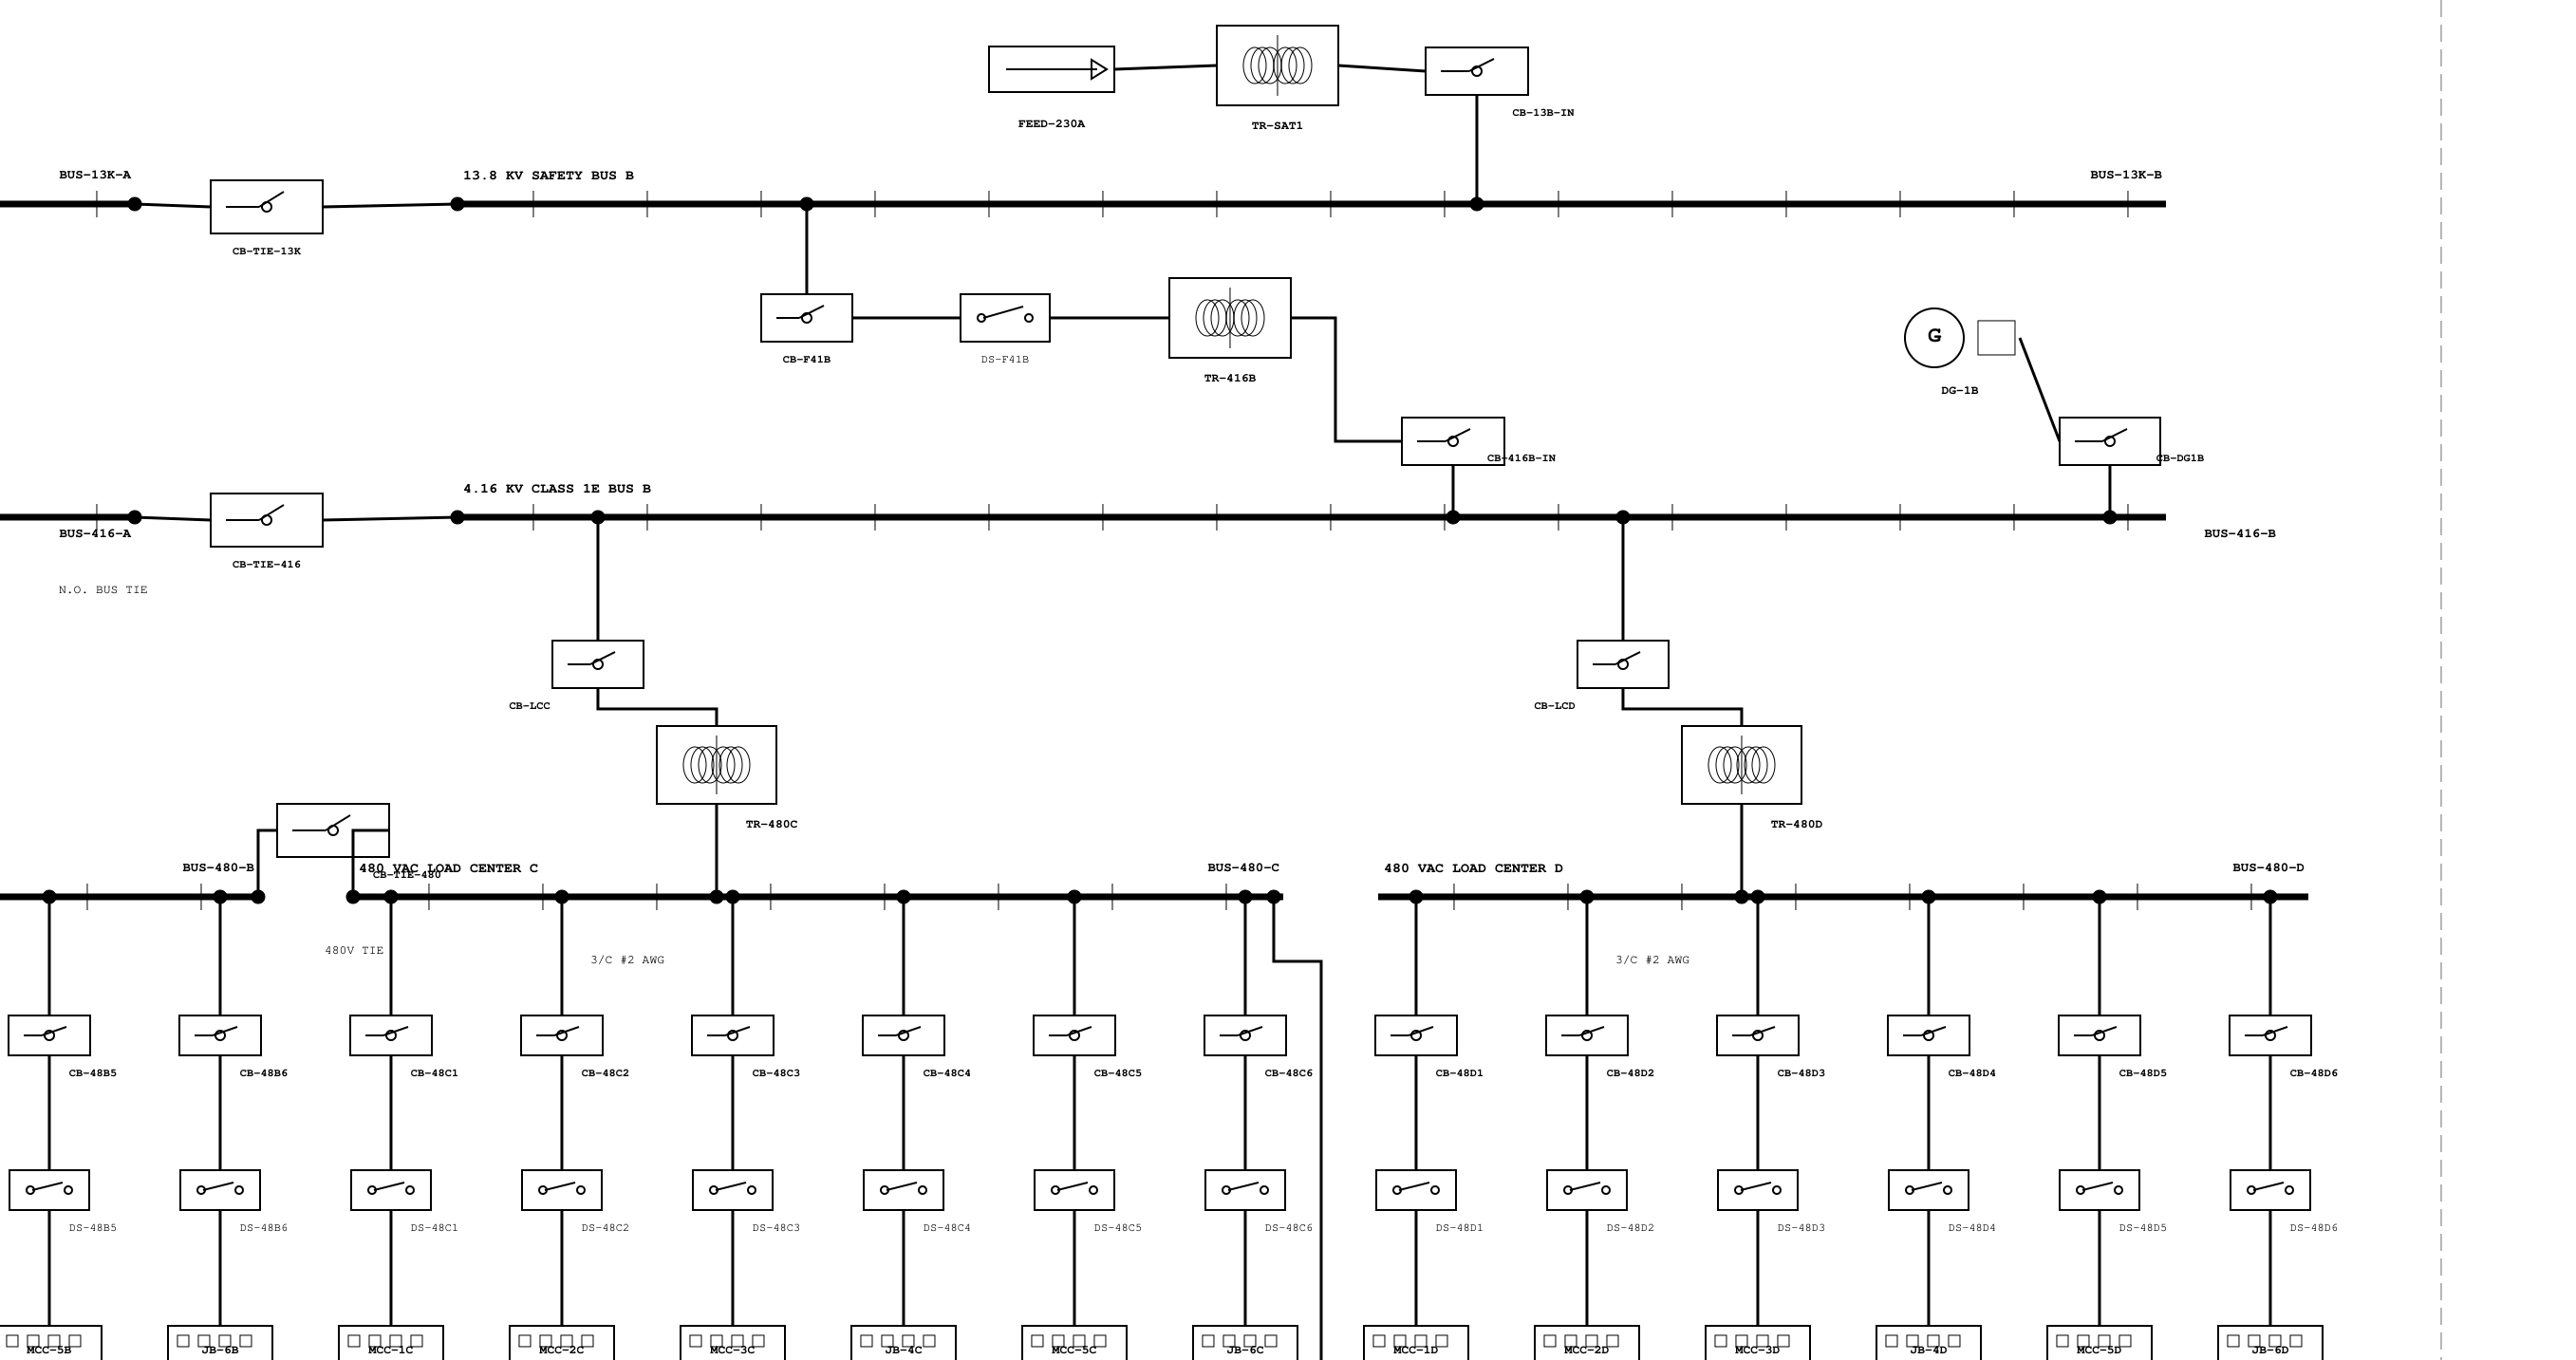 FEED-230A
TR-SAT1
CB-13B-IN
BUS-13K-A
13.8 KV SAFETY BUS B
BUS-13K-B
CB-TIE-13K
CB-F41B
DS-F41B
TR-416B
G
DG-1B
CB-416B-IN
CB-DG1B
4.16 KV CLASS 1E BUS B
BUS-416-A
BUS-416-B
CB-TIE-416
N.O. BUS TIE
CB-LCC
CB-LCD
TR-480C
TR-480D
BUS-480-B
480 VAC LOAD CENTER C
BUS-480-C
480 VAC LOAD CENTER D
BUS-480-D
CB-TIE-480
480V TIE
3/C #2 AWG
3/C #2 AWG
CB-48B5
CB-48B6
CB-48C1
CB-48C2
CB-48C3
CB-48C4
CB-48C5
CB-48C6
CB-48D1
CB-48D2
CB-48D3
CB-48D4
CB-48D5
CB-48D6
DS-48B5
DS-48B6
DS-48C1
DS-48C2
DS-48C3
DS-48C4
DS-48C5
DS-48C6
DS-48D1
DS-48D2
DS-48D3
DS-48D4
DS-48D5
DS-48D6
MCC-5B
JB-6B
MCC-1C
MCC-2C
MCC-3C
JB-4C
MCC-5C
JB-6C
MCC-1D
MCC-2D
MCC-3D
JB-4D
MCC-5D
JB-6D